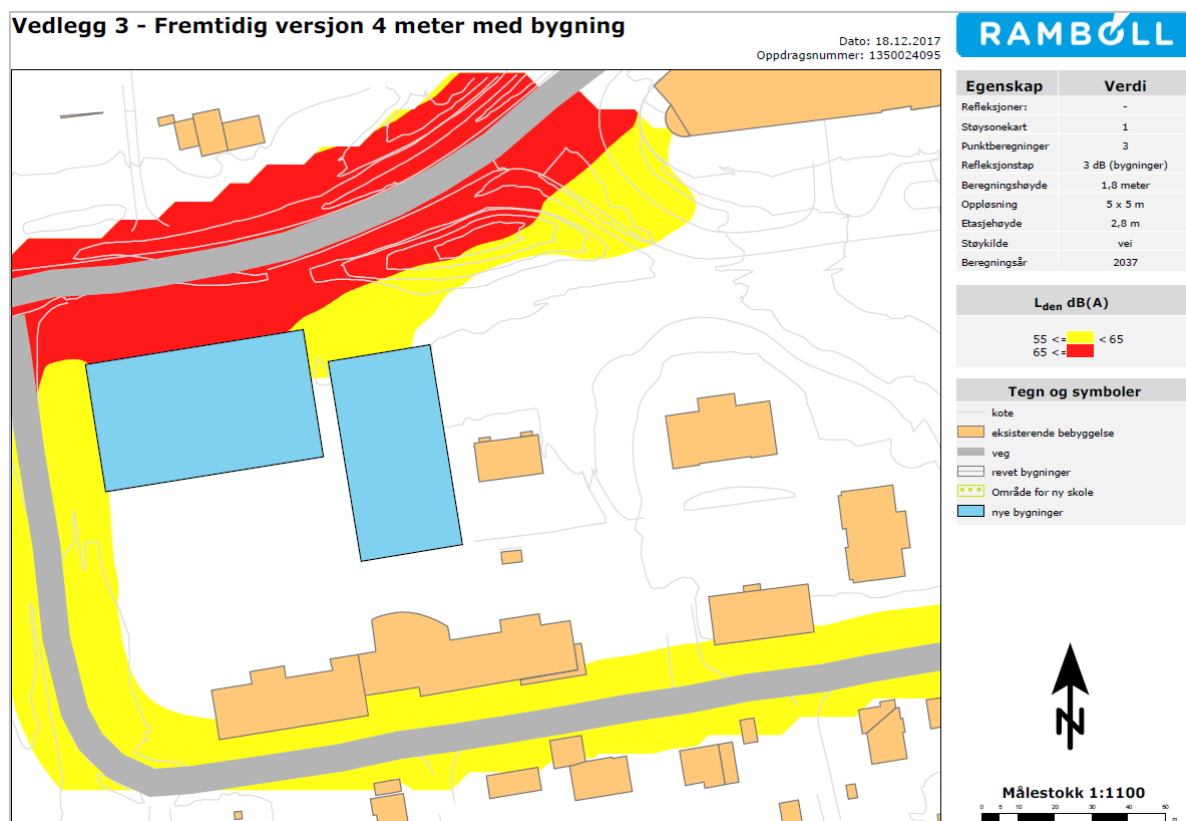 Vedlegg 3 - Fremtidig versjon 4 meter med bygning
Dato: 18.12.2017
Oppdragsnummer: 1350024095
RAMBOLL
Egenskap Verdi
Refleksjoner: -
Støysonekart 1
Punktberegninger 3
Refleksjonstap 3 dB (bygninger)
Beregningshøyde 1,8 meter
Oppløsning 5 x 5 m
Etasjehøyde 2,8 m
Støykilde vei
Beregningsår 2037
Lden dB(A)
55 <= < 65
65 <=
Tegn og symboler
kote
eksisterende bebyggelse
veg
revet bygninger
Område for ny skole
nye bygninger
N
Målestokk 1:1100
0 5 10 20 30 40 50
m